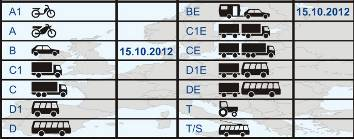 A1
A
B 15.10.2012
C1
C
D1
D
BE 15.10.2012
C1E
CE
D1E
DE
T
T/S